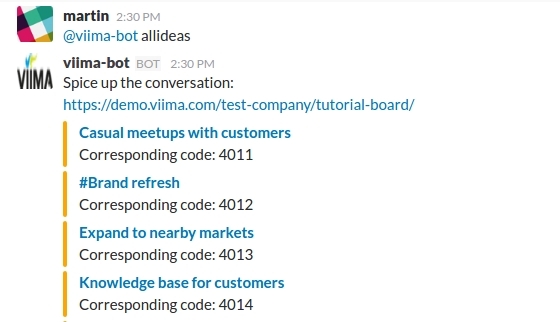 martin 2:30 PM
@viima-bot allideas
VIIMA
viima-bot BOT 2:30 PM
Spice up the conversation:
https://demo.viima.com/test-company/tutorial-board/
Casual meetups with customers
Corresponding code: 4011
#Brand refresh
Corresponding code: 4012
Expand to nearby markets
Corresponding code: 4013
Knowledge base for customers
Corresponding code: 4014